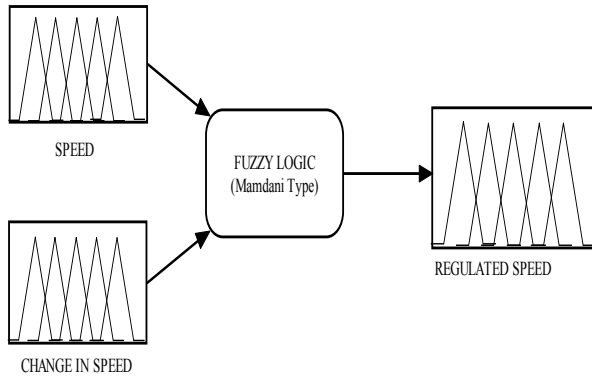 SPEED
FUZZY LOGIC
(Mamdani Type)
REGULATED SPEED
CHANGE IN SPEED